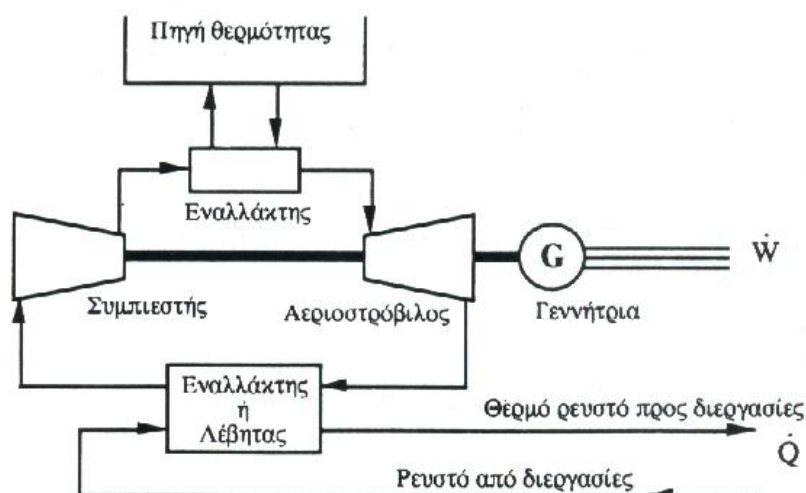 Πηγή θερμότητας
Εναλλάκτης
G
Ẇ
Συμπιεστής
Αεριοστρόβιλος
Γεννήτρια
Εναλλάκτης
ή
Λέβητας
Θερμό ρευστό προς διεργασίες
Q̇
Ρευστό από διεργασίες